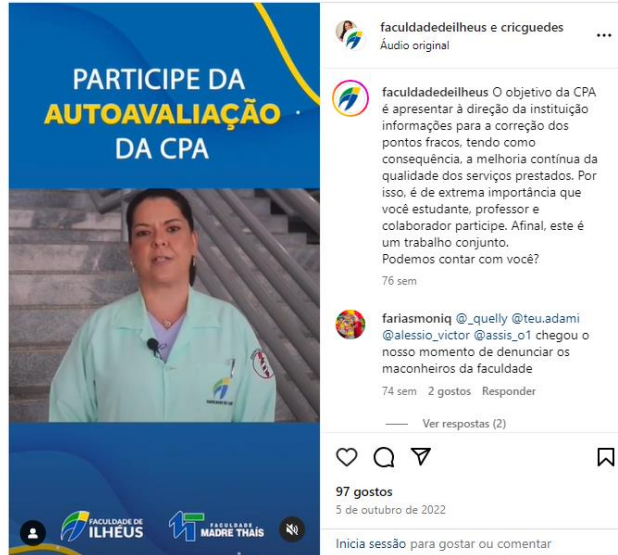 PARTICIPE DA
AUTOAVALIAÇÃO
DA CPA
FACULDADE DE
ILHÉUS
FACULDADE
MADRE THAÍS
faculdadedeilheus e cricguedes
Áudio original
faculdadedeilheus O objetivo da CPA
é apresentar à direção da instituição
informações para a correção dos
pontos fracos, tendo como
consequência, a melhoria contínua da
qualidade dos serviços prestados. Por
isso, é de extrema importância que
você estudante, professor e
colaborador participe. Afinal, este é
um trabalho conjunto.
Podemos contar com você?
76 sem
fariasmoniq @_quelly @teu.adami
@alessio_victor @assis_o1 chegou o
nosso momento de denunciar os
maconheiros da faculdade
74 sem 2 gostos Responder
Ver respostas (2)
97 gostos
5 de outubro de 2022
Inicia sessão para gostar ou comentar